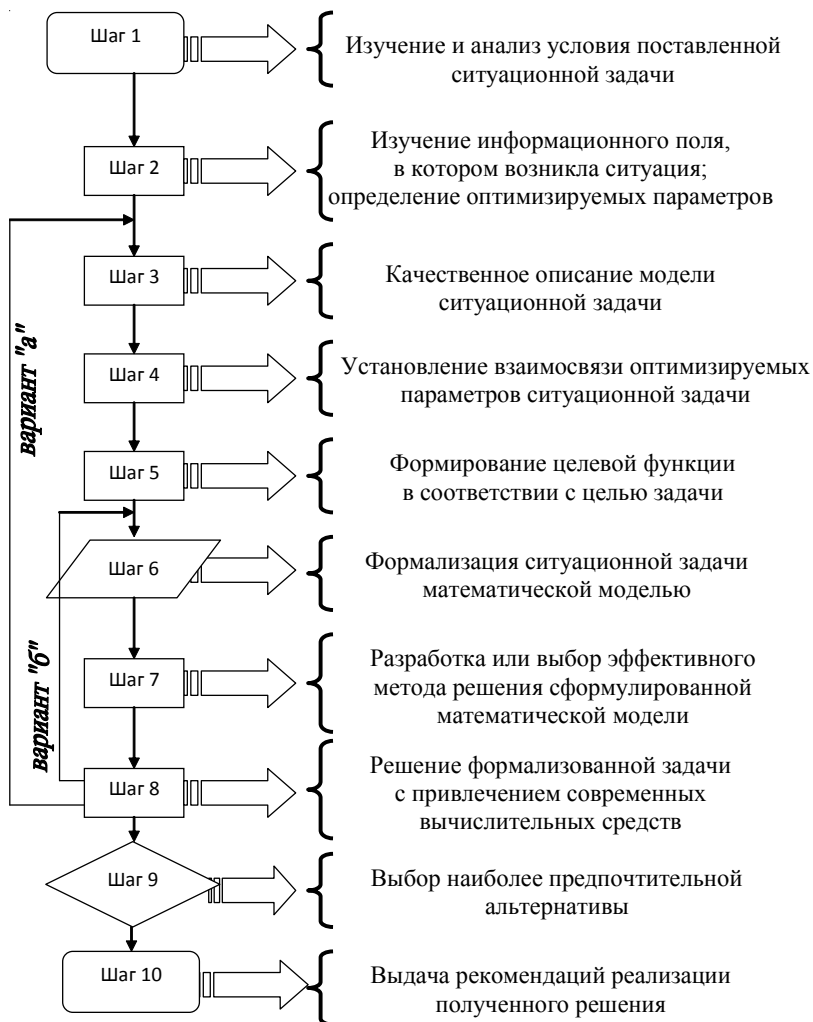 Шаг 1
Изучение и анализ условия поставленной
ситуационной задачи
Шаг 2
Изучение информационного поля,
в котором возникла ситуация;
определение оптимизируемых параметров
Шаг 3
Качественное описание модели
ситуационной задачи
вариант "а"
Шаг 4
Установление взаимосвязи оптимизируемых
параметров ситуационной задачи
Шаг 5
Формирование целевой функции
в соответствии с целью задачи
Шаг 6
Формализация ситуационной задачи
математической моделью
вариант "б"
Шаг 7
Разработка или выбор эффективного
метода решения сформулированной
математической модели
Шаг 8
Решение формализованной задачи
с привлечением современных
вычислительных средств
Шаг 9
Выбор наиболее предпочтительной
альтернативы
Шаг 10
Выдача рекомендаций реализации
полученного решения